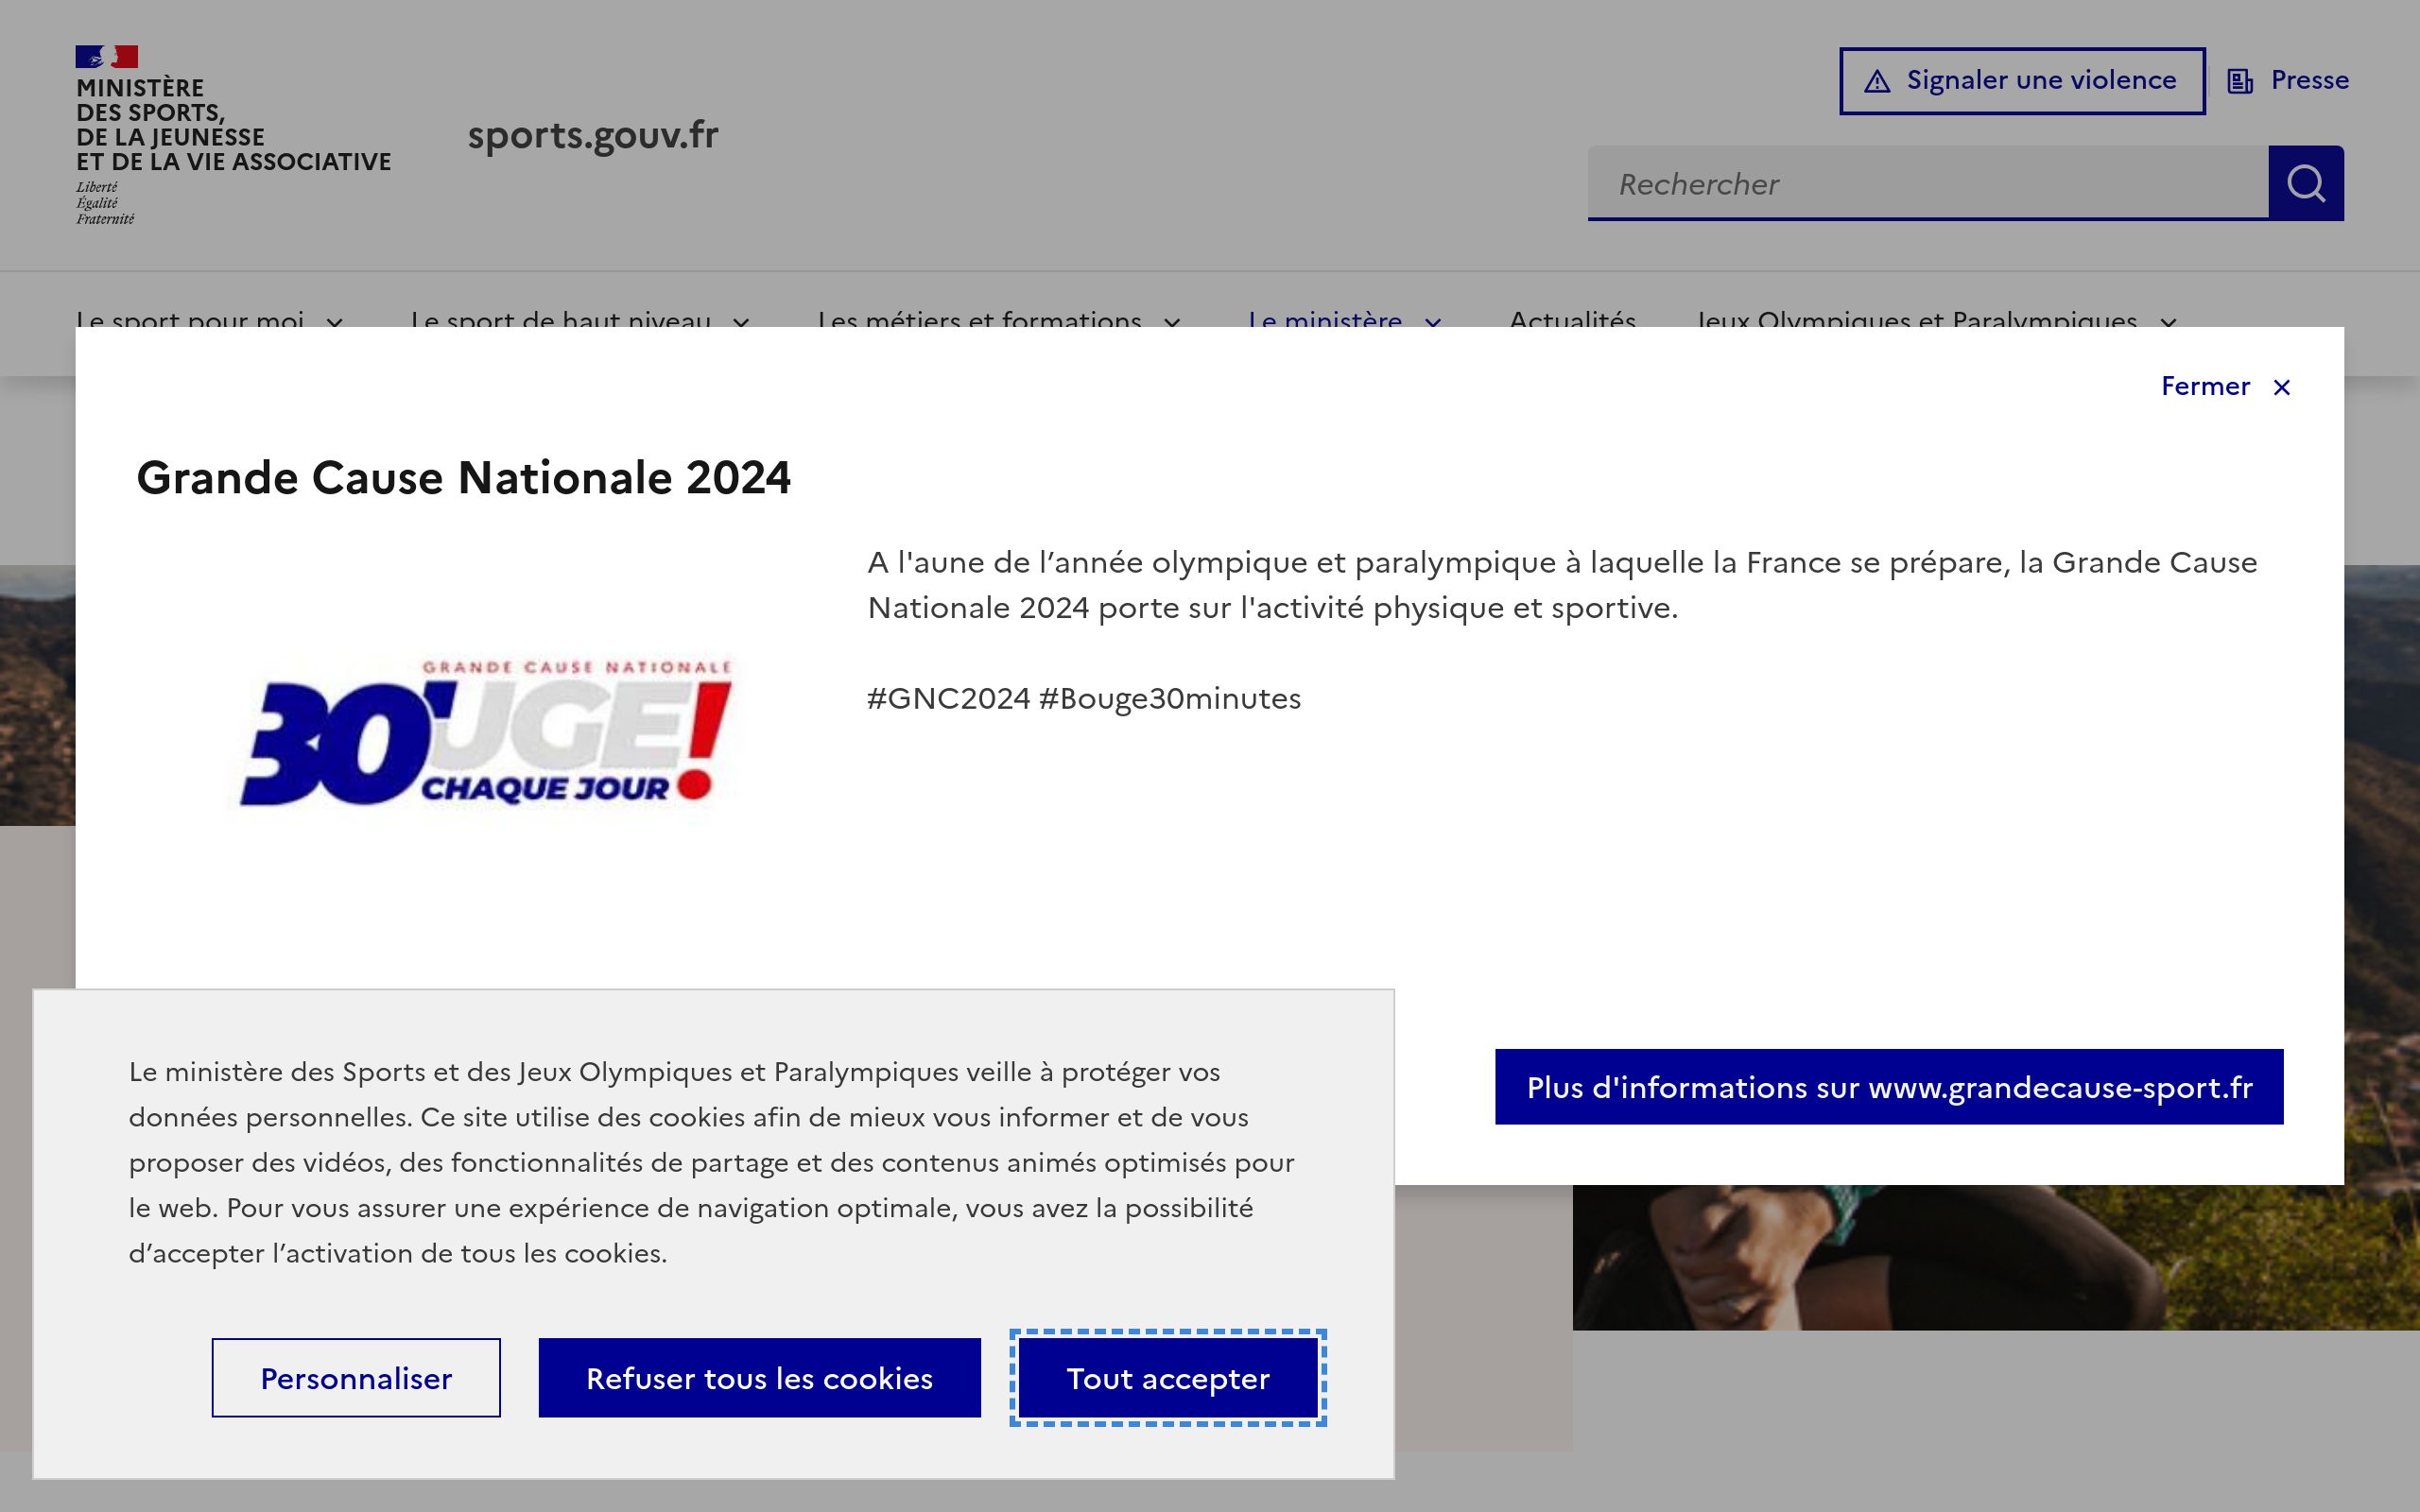 MINISTÈRE
DES SPORTS,
DE LA JEUNESSE
ET DE LA VIE ASSOCIATIVE
Liberté
Égalité
Fraternité
sports.gouv.fr
Signaler une violence
Presse
Rechercher
Le sport pour moi
Le sport de haut niveau
Les métiers et formations
Le ministère
Actualités
Jeux Olympiques et Paralympiques
Fermer
Grande Cause Nationale 2024
A l'aune de l’année olympique et paralympique à laquelle la France se prépare, la Grande Cause
Nationale 2024 porte sur l'activité physique et sportive.
#GNC2024 #Bouge30minutes
GRANDE CAUSE NATIONALE
30'UGE!
CHAQUE JOUR
Plus d'informations sur www.grandecause-sport.fr
Le ministère des Sports et des Jeux Olympiques et Paralympiques veille à protéger vos
données personnelles. Ce site utilise des cookies afin de mieux vous informer et de vous
proposer des vidéos, des fonctionnalités de partage et des contenus animés optimisés pour
le web. Pour vous assurer une expérience de navigation optimale, vous avez la possibilité
d’accepter l’activation de tous les cookies.
Personnaliser
Refuser tous les cookies
Tout accepter